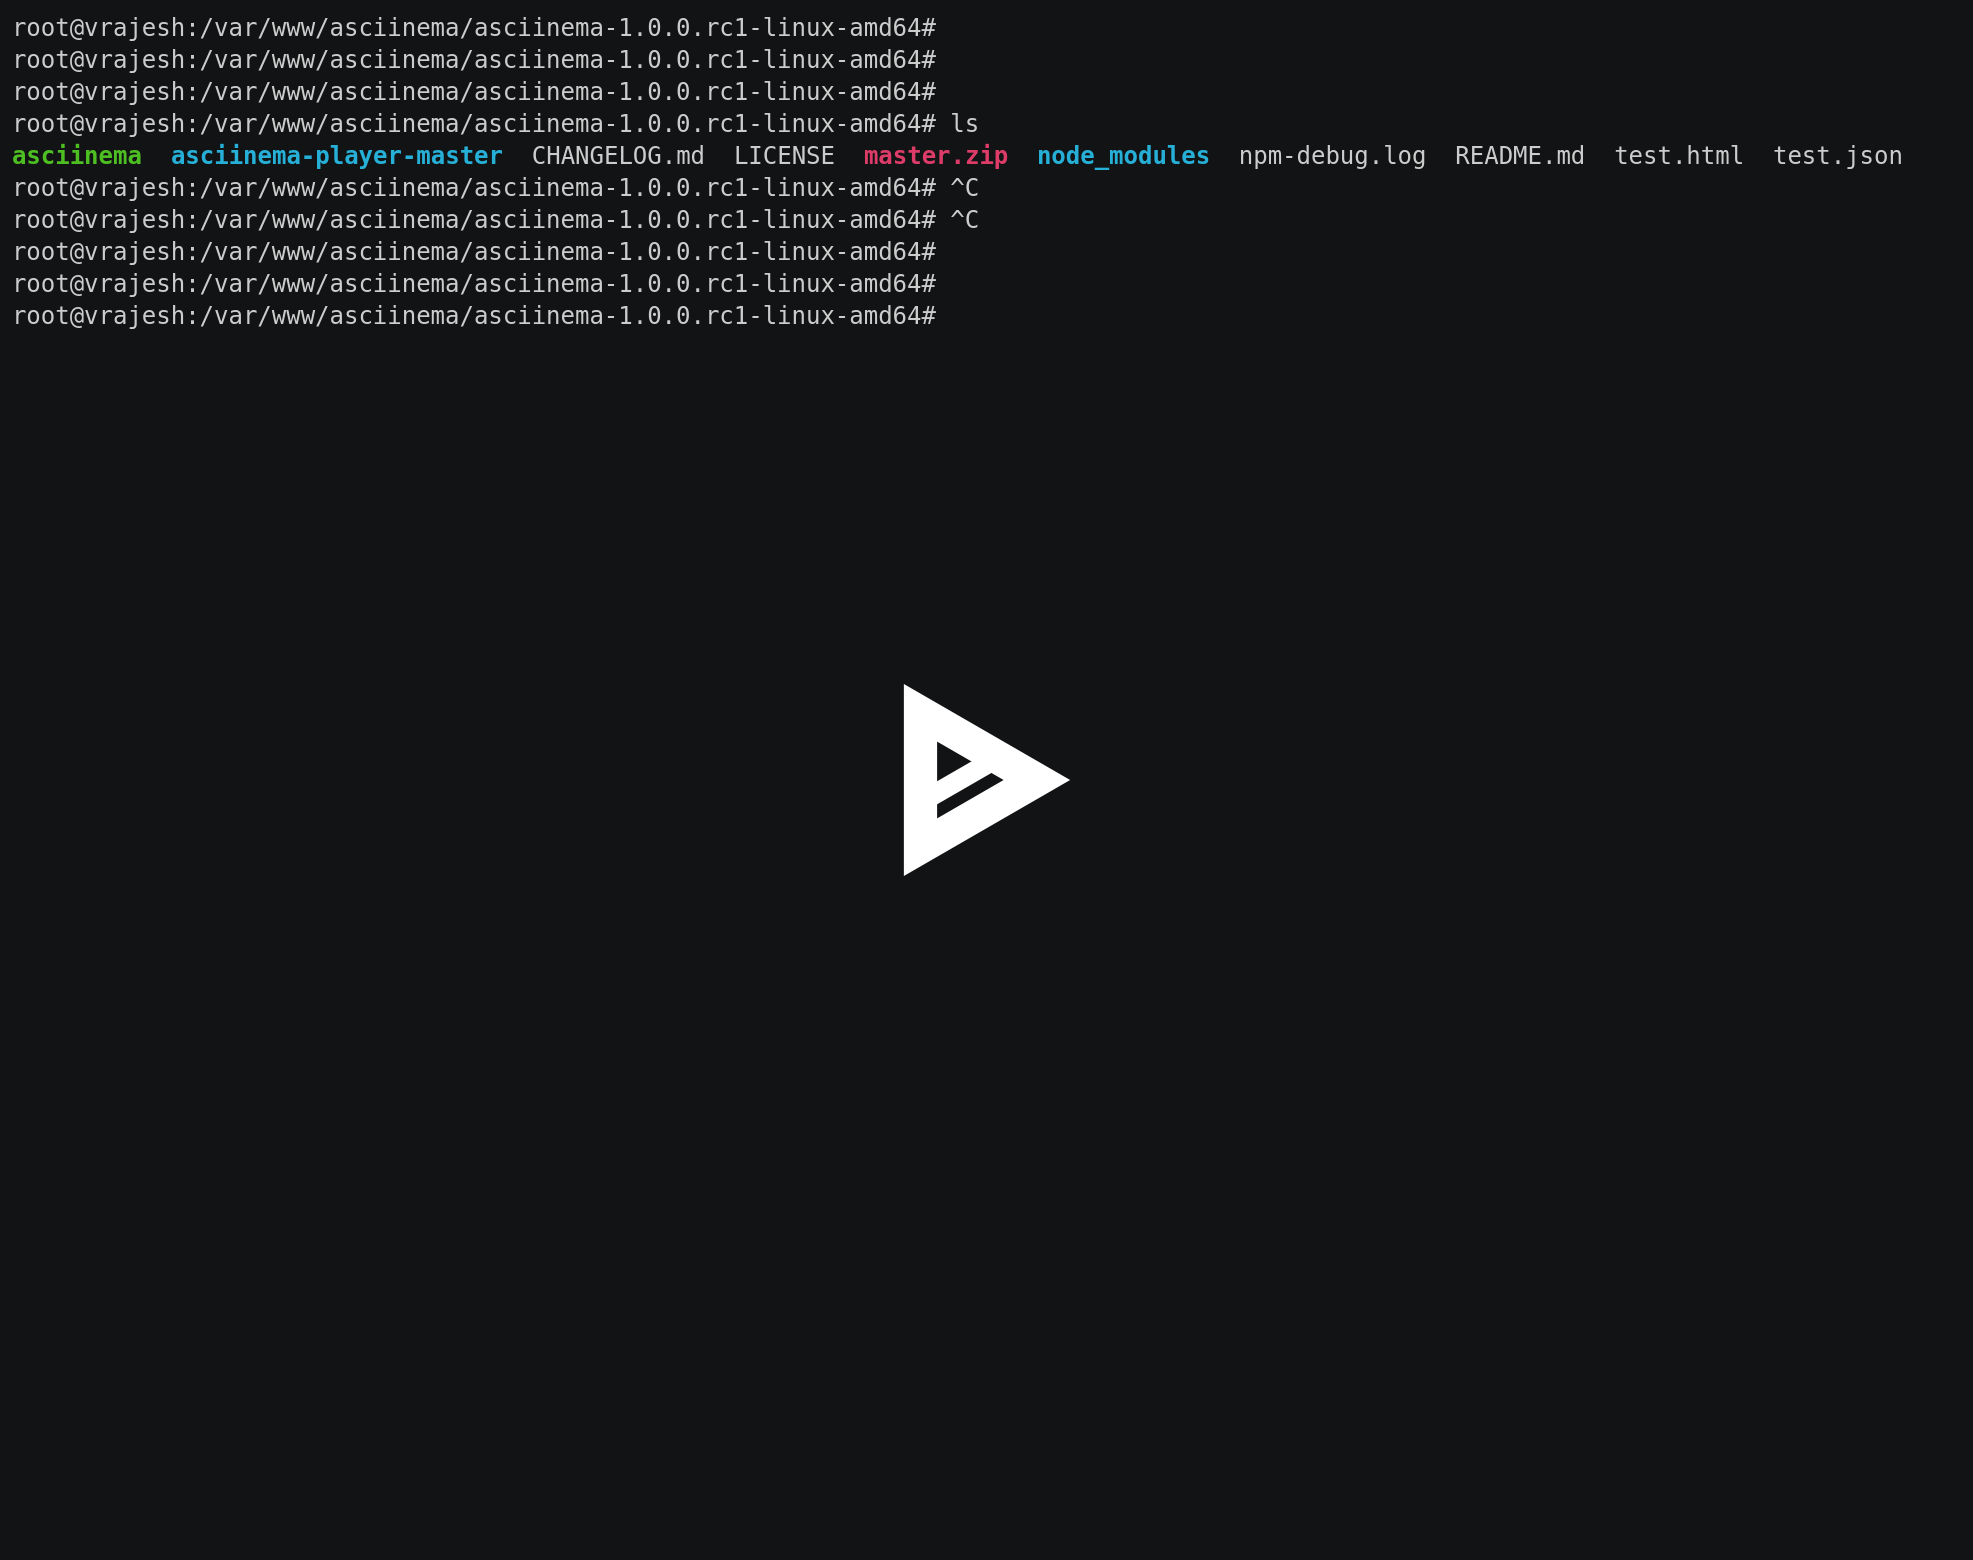 root@vrajesh:/var/www/asciinema/asciinema-1.0.0.rc1-linux-amd64#
root@vrajesh:/var/www/asciinema/asciinema-1.0.0.rc1-linux-amd64#
root@vrajesh:/var/www/asciinema/asciinema-1.0.0.rc1-linux-amd64#
root@vrajesh:/var/www/asciinema/asciinema-1.0.0.rc1-linux-amd64# ls
asciinema  asciinema-player-master  CHANGELOG.md  LICENSE  master.zip  node_modules  npm-debug.log  README.md  test.html  test.json
root@vrajesh:/var/www/asciinema/asciinema-1.0.0.rc1-linux-amd64# ^C
root@vrajesh:/var/www/asciinema/asciinema-1.0.0.rc1-linux-amd64# ^C
root@vrajesh:/var/www/asciinema/asciinema-1.0.0.rc1-linux-amd64#
root@vrajesh:/var/www/asciinema/asciinema-1.0.0.rc1-linux-amd64#
root@vrajesh:/var/www/asciinema/asciinema-1.0.0.rc1-linux-amd64#